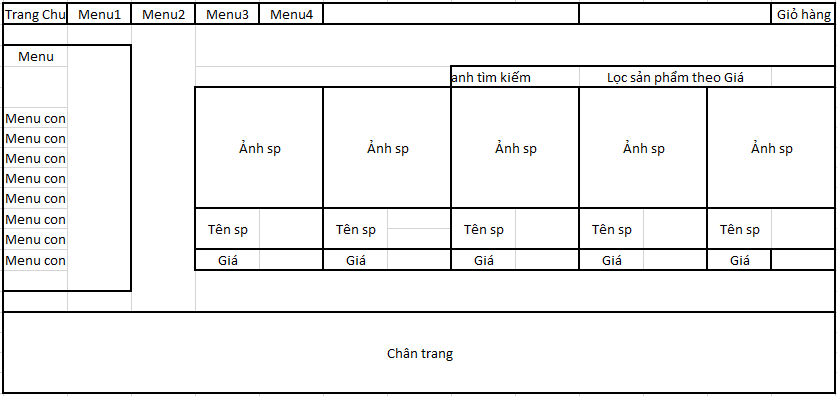 Trang Chu Menu1 Menu2 Menu3 Menu4 Giỏ hàng
Menu
anh tìm kiếm Lọc sản phẩm theo Giá
Menu con
Menu con
Menu con
Menu con
Menu con
Menu con
Menu con
Menu con
Ảnh sp Ảnh sp Ảnh sp Ảnh sp Ảnh sp
Tên sp Tên sp Tên sp Tên sp Tên sp
Giá Giá Giá Giá Giá
Chân trang